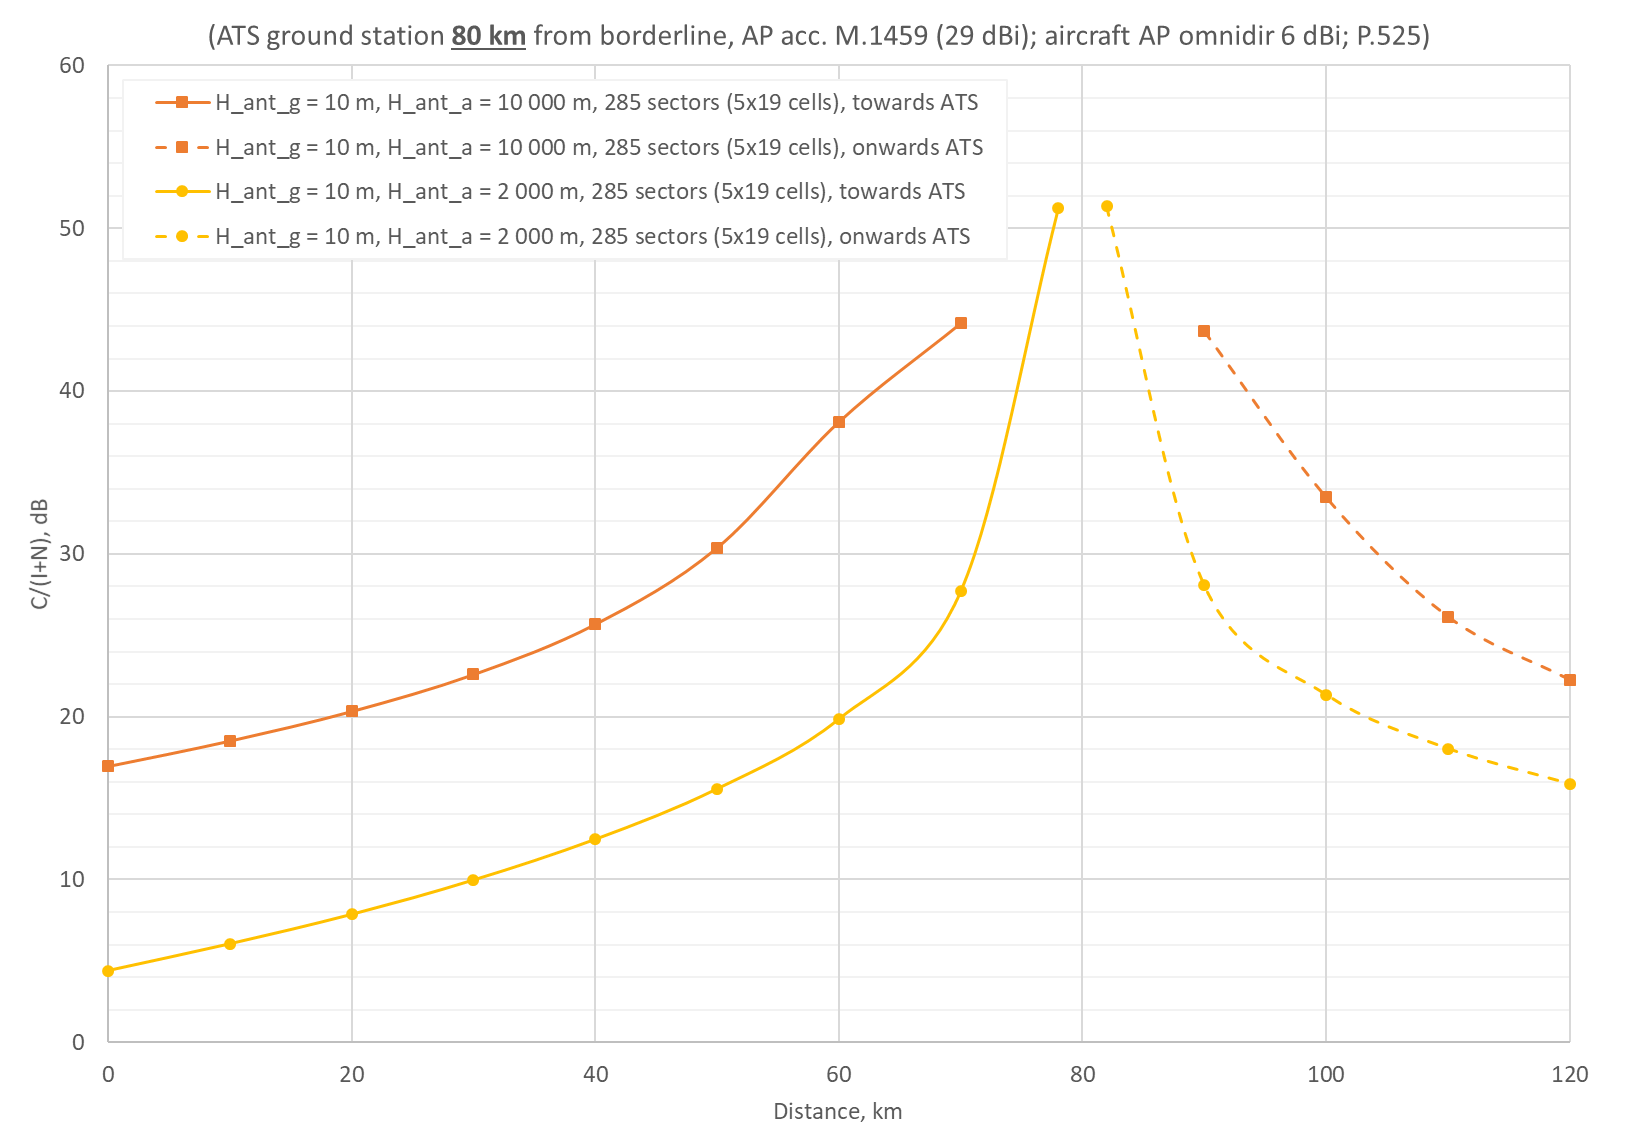 (ATS ground station 80 km from borderline, AP acc. M.1459 (29 dBi); aircraft AP omnidir 6 dBi; P.525)
H_ant_g = 10 m, H_ant_a = 10 000 m, 285 sectors (5x19 cells), towards ATS
H_ant_g = 10 m, H_ant_a = 10 000 m, 285 sectors (5x19 cells), onwards ATS
H_ant_g = 10 m, H_ant_a = 2 000 m, 285 sectors (5x19 cells), towards ATS
H_ant_g = 10 m, H_ant_a = 2 000 m, 285 sectors (5x19 cells), onwards ATS
60
50
40
30
20
10
0
C/(I+N), dB
0 20 40 60 80 100 120
Distance, km